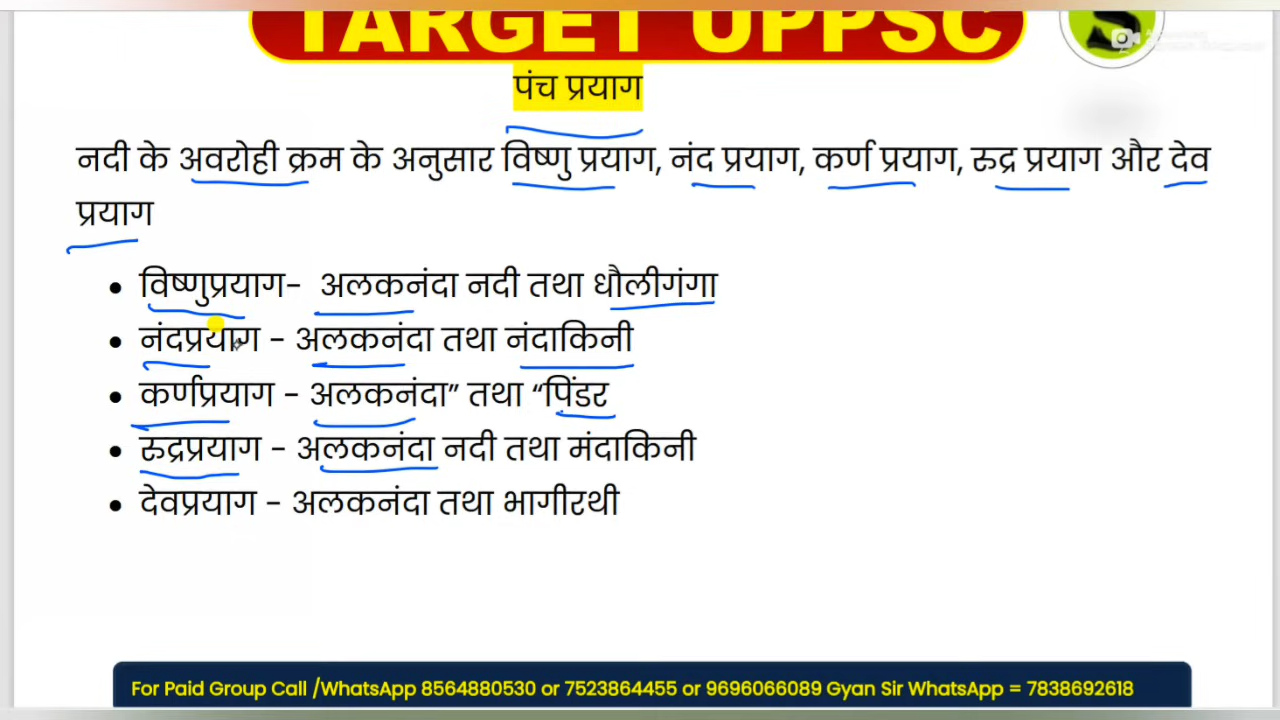 TARGET UPPSC
पंच प्रयाग
नदी के अवरोही क्रम के अनुसार विष्णु प्रयाग, नंद प्रयाग, कर्ण प्रयाग, रुद्र प्रयाग और देव
प्रयाग
• विष्णुप्रयाग- अलकनंदा नदी तथा धौलीगंगा
• नंदप्रयाग - अलकनंदा तथा नंदाकिनी
• कर्णप्रयाग - अलकनंदा” तथा “पिंडर
• रुद्रप्रयाग - अलकनंदा नदी तथा मंदाकिनी
• देवप्रयाग - अलकनंदा तथा भागीरथी
For Paid Group Call /WhatsApp 8564880530 or 7523864455 or 9696066089 Gyan Sir WhatsApp = 7838692618